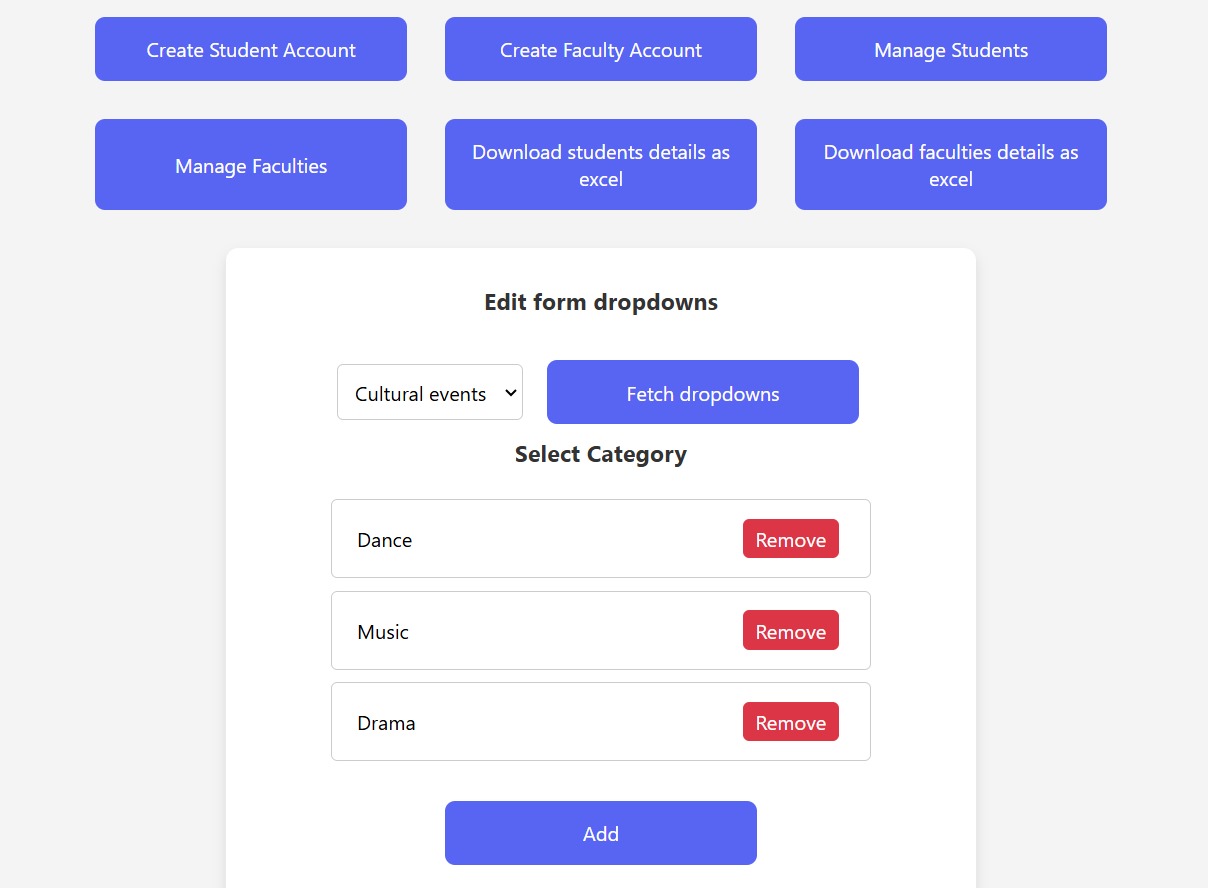 Create Student Account
Create Faculty Account
Manage Students
Manage Faculties
Download students details as
excel
Download faculties details as
excel
Edit form dropdowns
Cultural events
Fetch dropdowns
Select Category
Dance
Remove
Music
Remove
Drama
Remove
Add